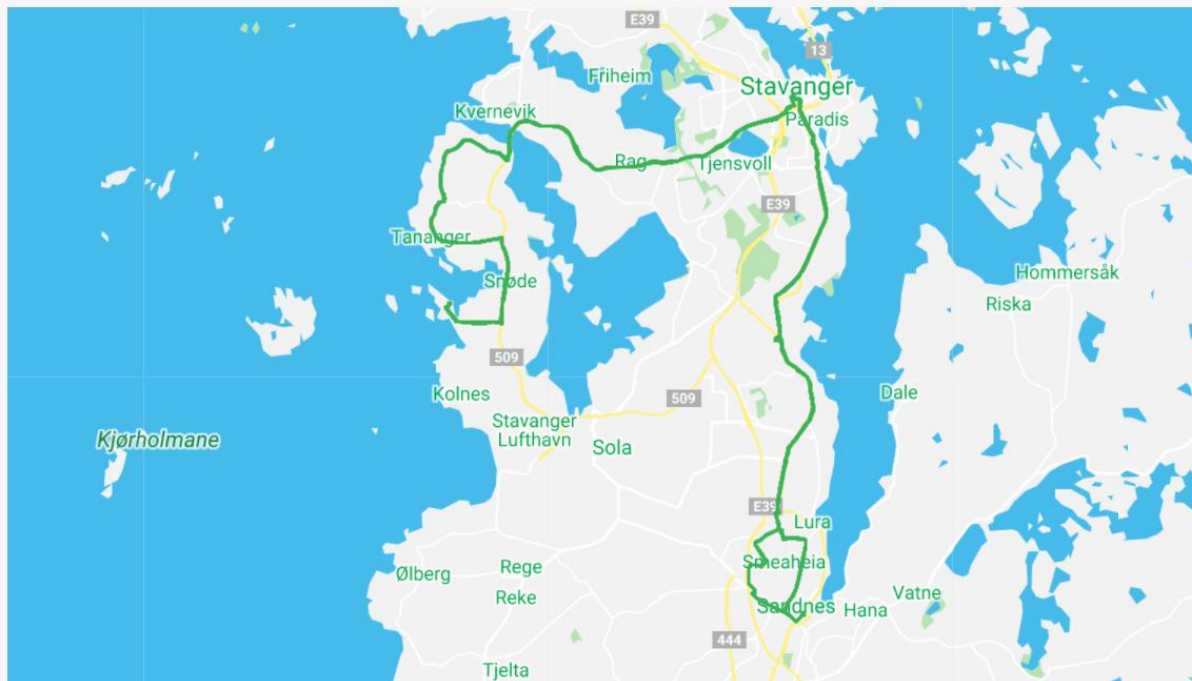 E39
13
Friheim
Stavanger
Kvernevik
Paradis
Rag
Tjensvoll
E39
Tananger
Snøde
Hommersåk
Riska
509
Kolnes
509
Dale
Stavanger
Lufthavn
Kjørholmane
Sola
E39
Lura
Smeaheia
Ølberg
Rege
Reke
Sandnes
Hana
Vatne
444
Tjelta